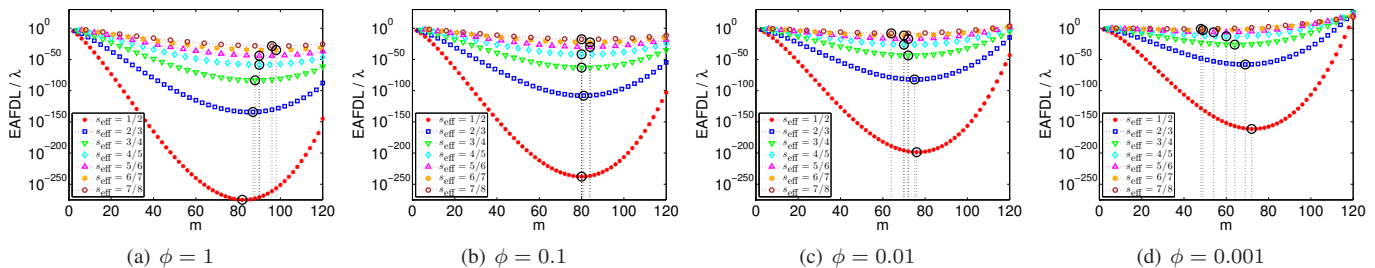 10^0
10^-50
10^-100
10^-150
10^-200
10^-250
EAFDL / λ
s_eff = 1/2
s_eff = 2/3
s_eff = 3/4
s_eff = 4/5
s_eff = 5/6
s_eff = 6/7
s_eff = 7/8
0 20 40 60 80 100 120
m
(a) ϕ = 1
10^0
10^-50
10^-100
10^-150
10^-200
10^-250
EAFDL / λ
s_eff = 1/2
s_eff = 2/3
s_eff = 3/4
s_eff = 4/5
s_eff = 5/6
s_eff = 6/7
s_eff = 7/8
0 20 40 60 80 100 120
m
(b) ϕ = 0.1
10^0
10^-50
10^-100
10^-150
10^-200
10^-250
EAFDL / λ
s_eff = 1/2
s_eff = 2/3
s_eff = 3/4
s_eff = 4/5
s_eff = 5/6
s_eff = 6/7
s_eff = 7/8
0 20 40 60 80 100 120
m
(c) ϕ = 0.01
10^0
10^-50
10^-100
10^-150
10^-200
10^-250
EAFDL / λ
s_eff = 1/2
s_eff = 2/3
s_eff = 3/4
s_eff = 4/5
s_eff = 5/6
s_eff = 6/7
s_eff = 7/8
0 20 40 60 80 100 120
m
(d) ϕ = 0.001